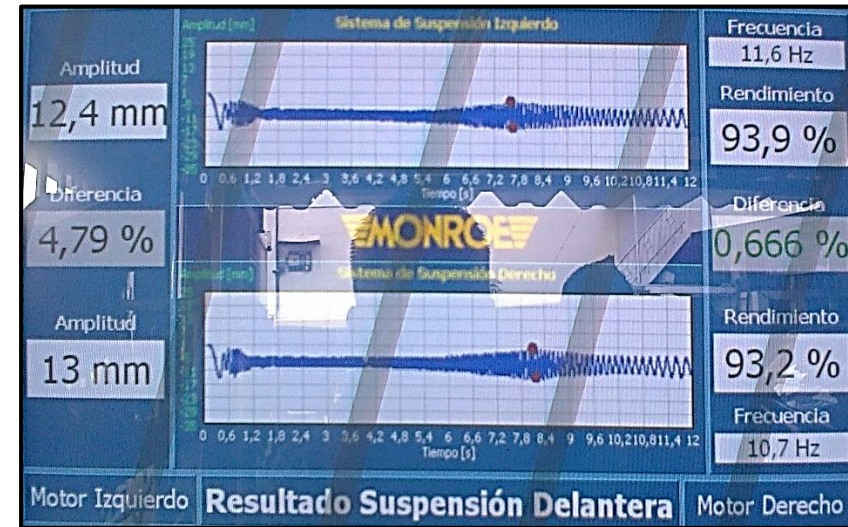 Amplitud [mm]
Sistema de Suspensión Izquierdo
Frecuencia
11,6 Hz
Amplitud
12,4 mm
Rendimiento
93,9 %
0 0,6 1,2 1,8 2,4 3 3,6 4,2 4,8 5,4 6 6,6 7,2 7,8 8,4 9 9,6 10,2 10,8 11,4 12
Tiempo [s]
Diferencia
4,79 %
MONROE
Diferencia
0,666 %
Amplitud [mm]
Sistema de Suspensión Derecho
Amplitud
13 mm
Rendimiento
93,2 %
0 0,6 1,2 1,8 2,4 3 3,6 4,2 4,8 5,4 6 6,6 7,2 7,8 8,4 9 9,6 10,2 10,8 11,4 12
Tiempo [s]
Frecuencia
10,7 Hz
Motor Izquierdo
Resultado Suspensión Delantera
Motor Derecho